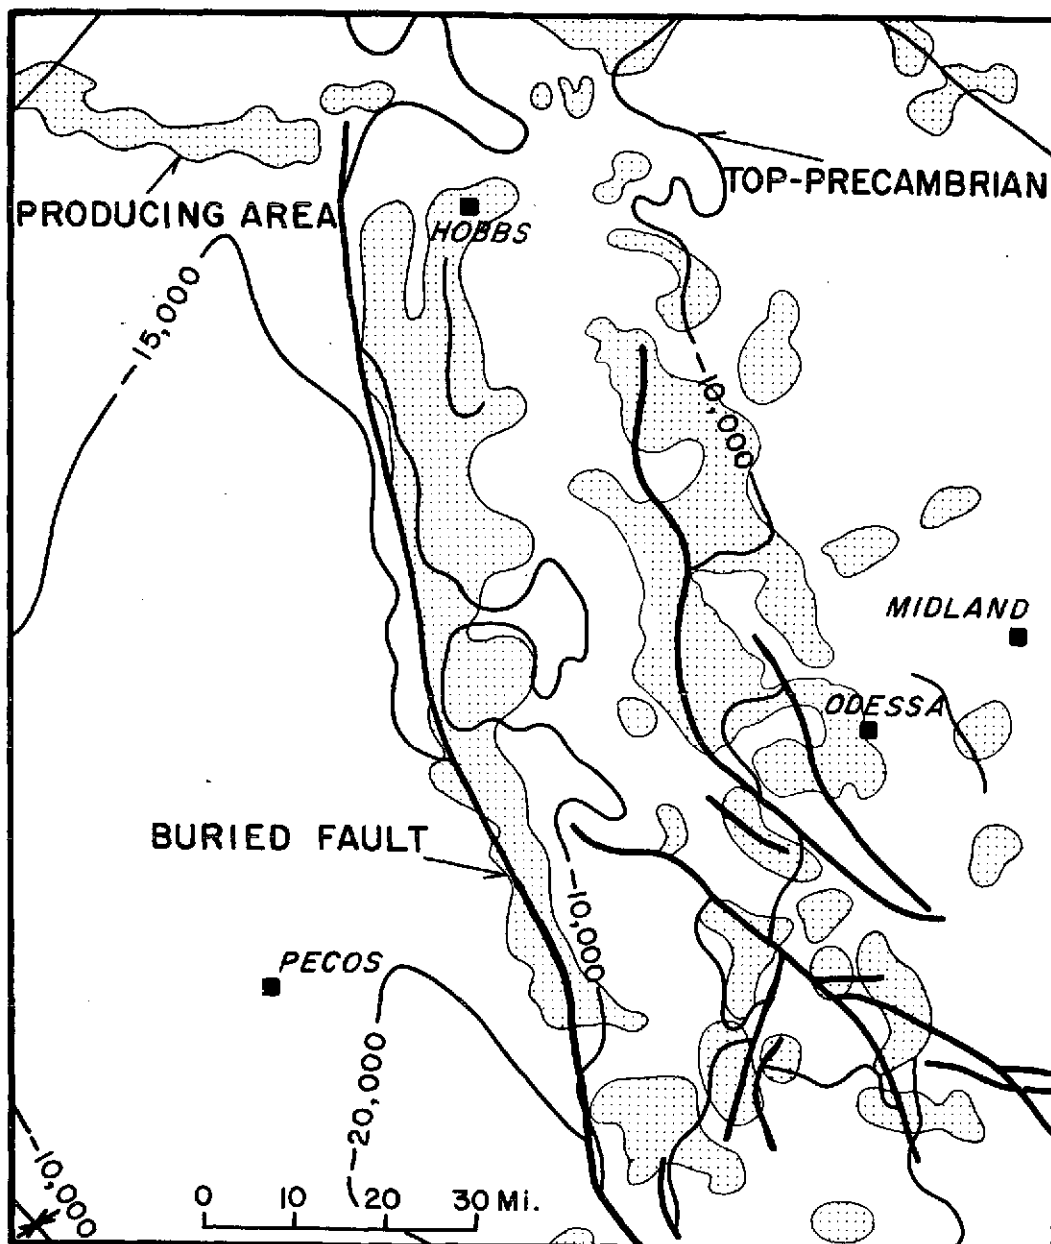 TOP-PRECAMBRIAN
PRODUCING AREA
HOBBS
-15,000
-10,000
MIDLAND
ODESSA
BURIED FAULT
-10,000
PECOS
-20,000
-10,000
0 10 20 30 Mi.